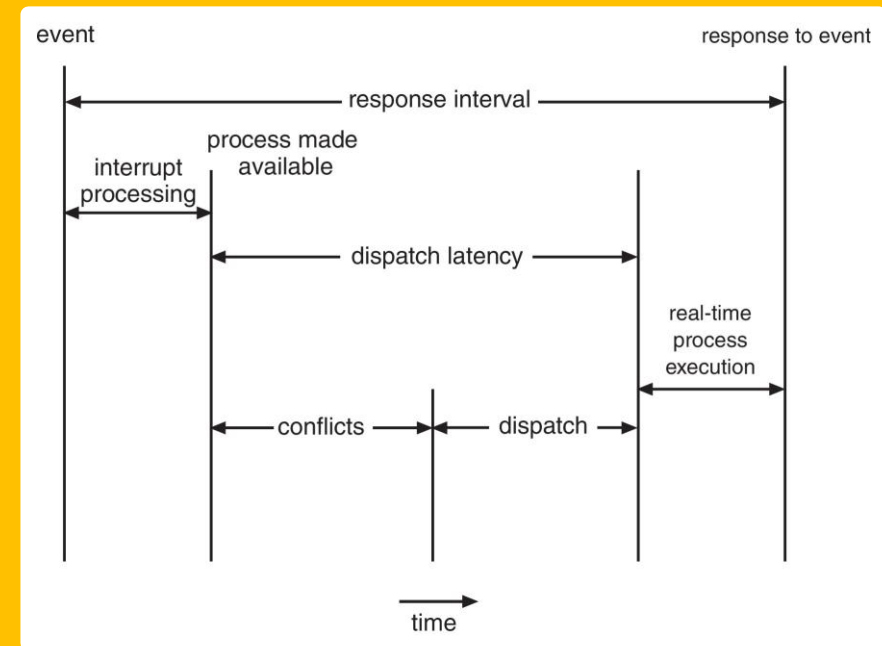 event
response to event
response interval
process made
available
interrupt
processing
dispatch latency
real-time
process
execution
conflicts
dispatch
time